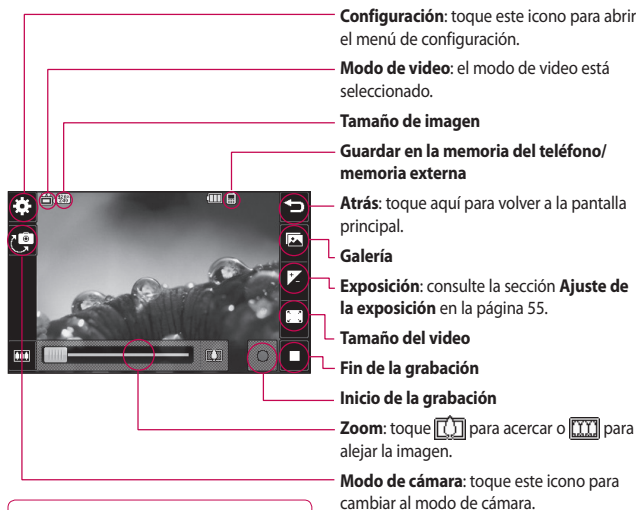 Configuración: toque este icono para abrir
el menú de configuración.
Modo de video: el modo de video está
seleccionado.
Tamaño de imagen
Guardar en la memoria del teléfono/
memoria externa
Atrás: toque aquí para volver a la pantalla
principal.
Galería
Exposición: consulte la sección Ajuste de
la exposición en la página 55.
Tamaño del video
Fin de la grabación
Inicio de la grabación
Zoom: toque para acercar o para
alejar la imagen.
Modo de cámara: toque este icono para
cambiar al modo de cámara.